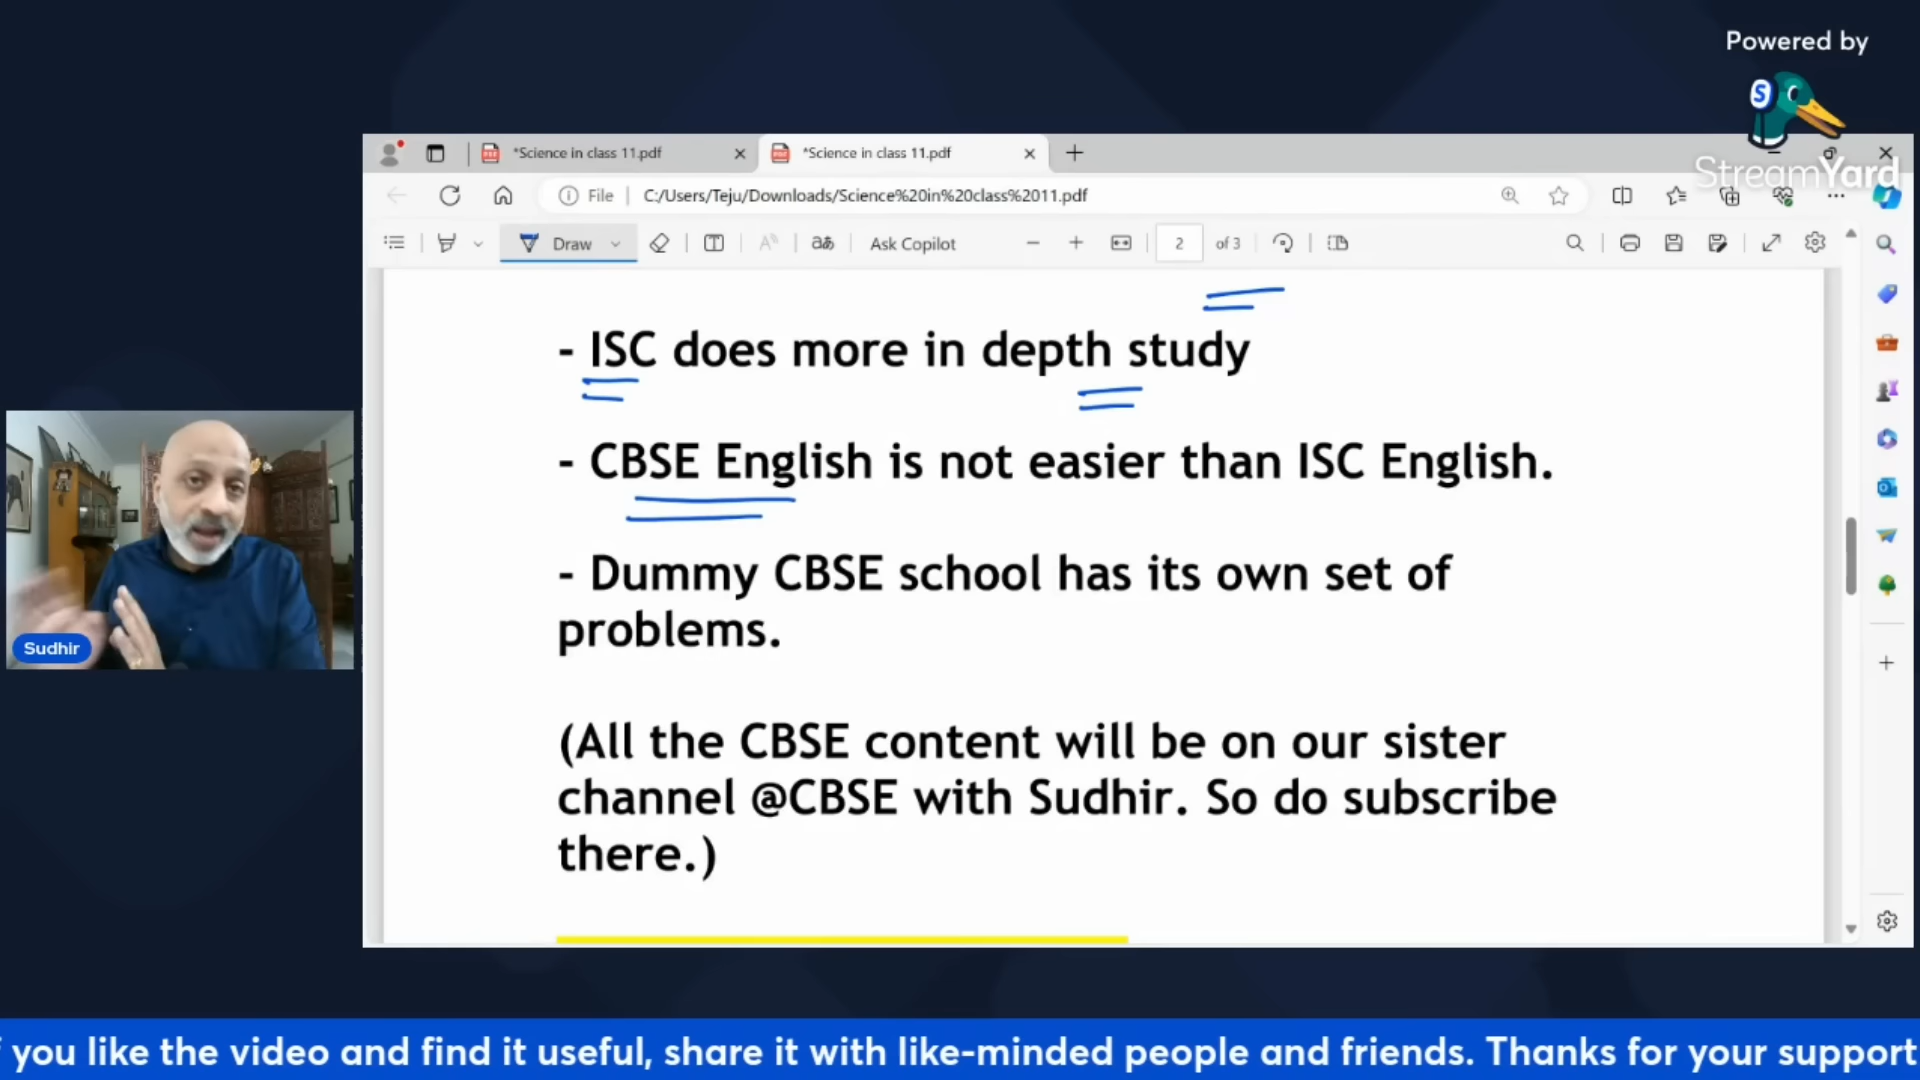 Powered by
StreamYard
*Science in class 11.pdf
*Science in class 11.pdf
File
C:/Users/Teju/Downloads/Science%20in%20class%2011.pdf
Draw
aあ
Ask Copilot
2 of 3
- ISC does more in depth study
- CBSE English is not easier than ISC English.
- Dummy CBSE school has its own set of
problems.
(All the CBSE content will be on our sister
channel @CBSE with Sudhir. So do subscribe
there.)
Sudhir
you like the video and find it useful, share it with like-minded people and friends. Thanks for your support